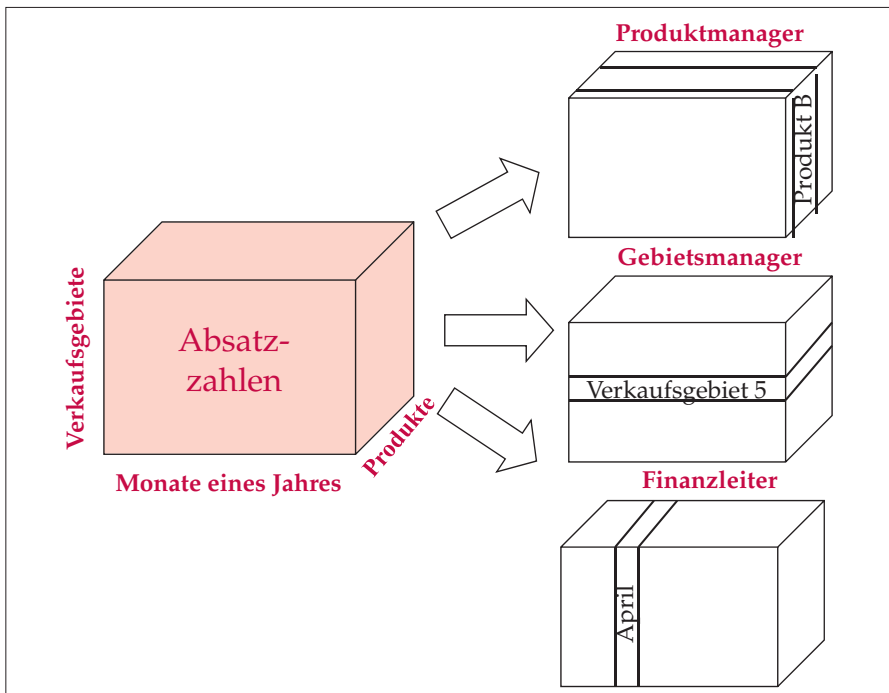 Produktmanager
Produkt B
Gebietsmanager
Verkaufsgebiete
Absatz-
zahlen
Produkte
Monate eines Jahres
Verkaufsgebiet 5
Finanzleiter
April